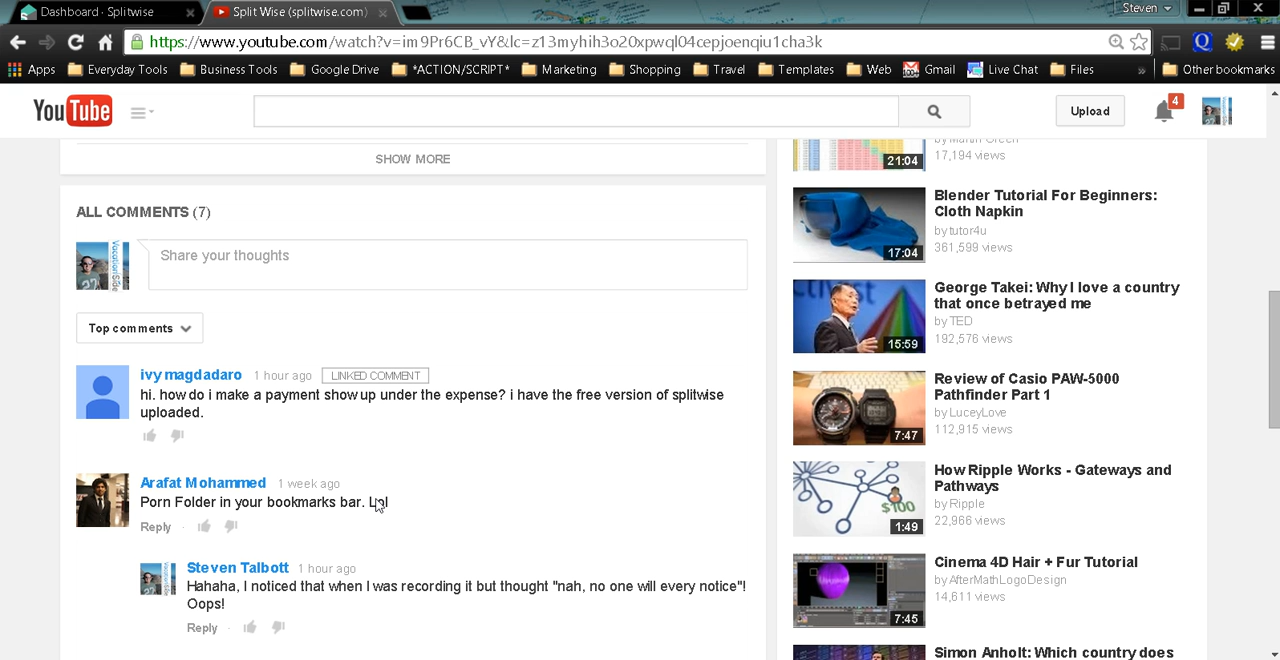 Dashboard · Splitwise
Split Wise (splitwise.com)
Steven
https://www.youtube.com/watch?v=im9Pr6CB_vY&lc=z13myhih3o20xpwql04cepjoenqiu1cha3k
Apps
Everyday Tools
Business Tools
Google Drive
*ACTION/SCRIPT*
Marketing
Shopping
Travel
Templates
Web
Gmail
Live Chat
Files
»
Other bookmarks
YouTube
Upload
4
SHOW MORE
ALL COMMENTS (7)
Share your thoughts
Top comments
ivy magdadaro 1 hour ago LINKED COMMENT
hi. how do i make a payment show up under the expense? i have the free version of splitwise
uploaded.
Arafat Mohammed 1 week ago
Porn Folder in your bookmarks bar. Lol!
Reply ·
Steven Talbott 1 hour ago
Hahaha, I noticed that when I was recording it but thought "nah, no one will every notice"!
Oops!
Reply ·
21:04
by Martin Green
17,194 views
Blender Tutorial For Beginners:
Cloth Napkin
by tutor4u
361,599 views
17:04
George Takei: Why I love a country
that once betrayed me
by TED
192,576 views
15:59
Review of Casio PAW-5000
Pathfinder Part 1
by LuceyLove
112,915 views
7:47
How Ripple Works - Gateways and
Pathways
by Ripple
22,966 views
$100
1:49
Cinema 4D Hair + Fur Tutorial
by AfterMathLogoDesign
14,611 views
7:45
Simon Anholt: Which country does